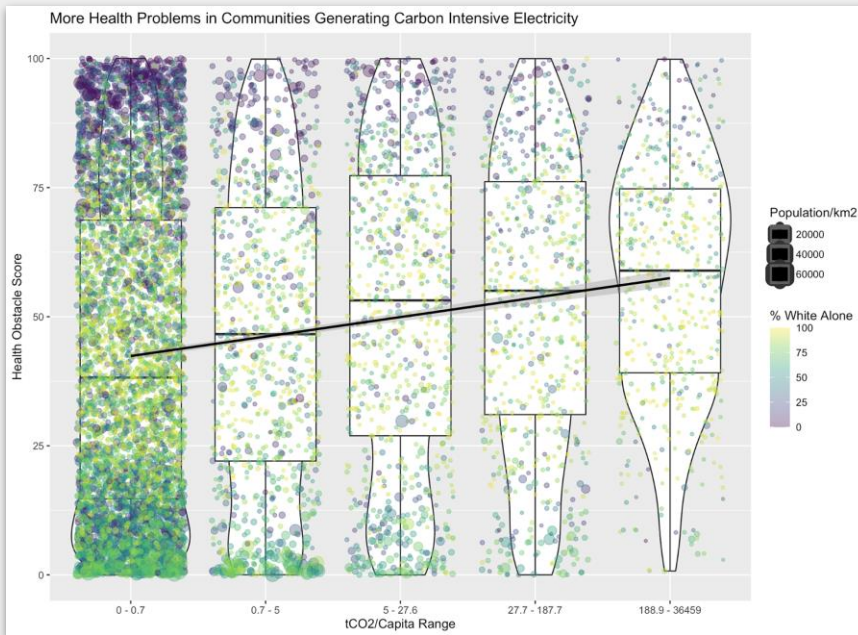 More Health Problems in Communities Generating Carbon Intensive Electricity
Health Obstacle Score
100
75
50
25
0
0 - 0.7
0.7 - 5
5 - 27.6
27.7 - 187.7
188.9 - 36459
tCO2/Capita Range
Population/km2
20000
40000
60000
% White Alone
100
75
50
25
0